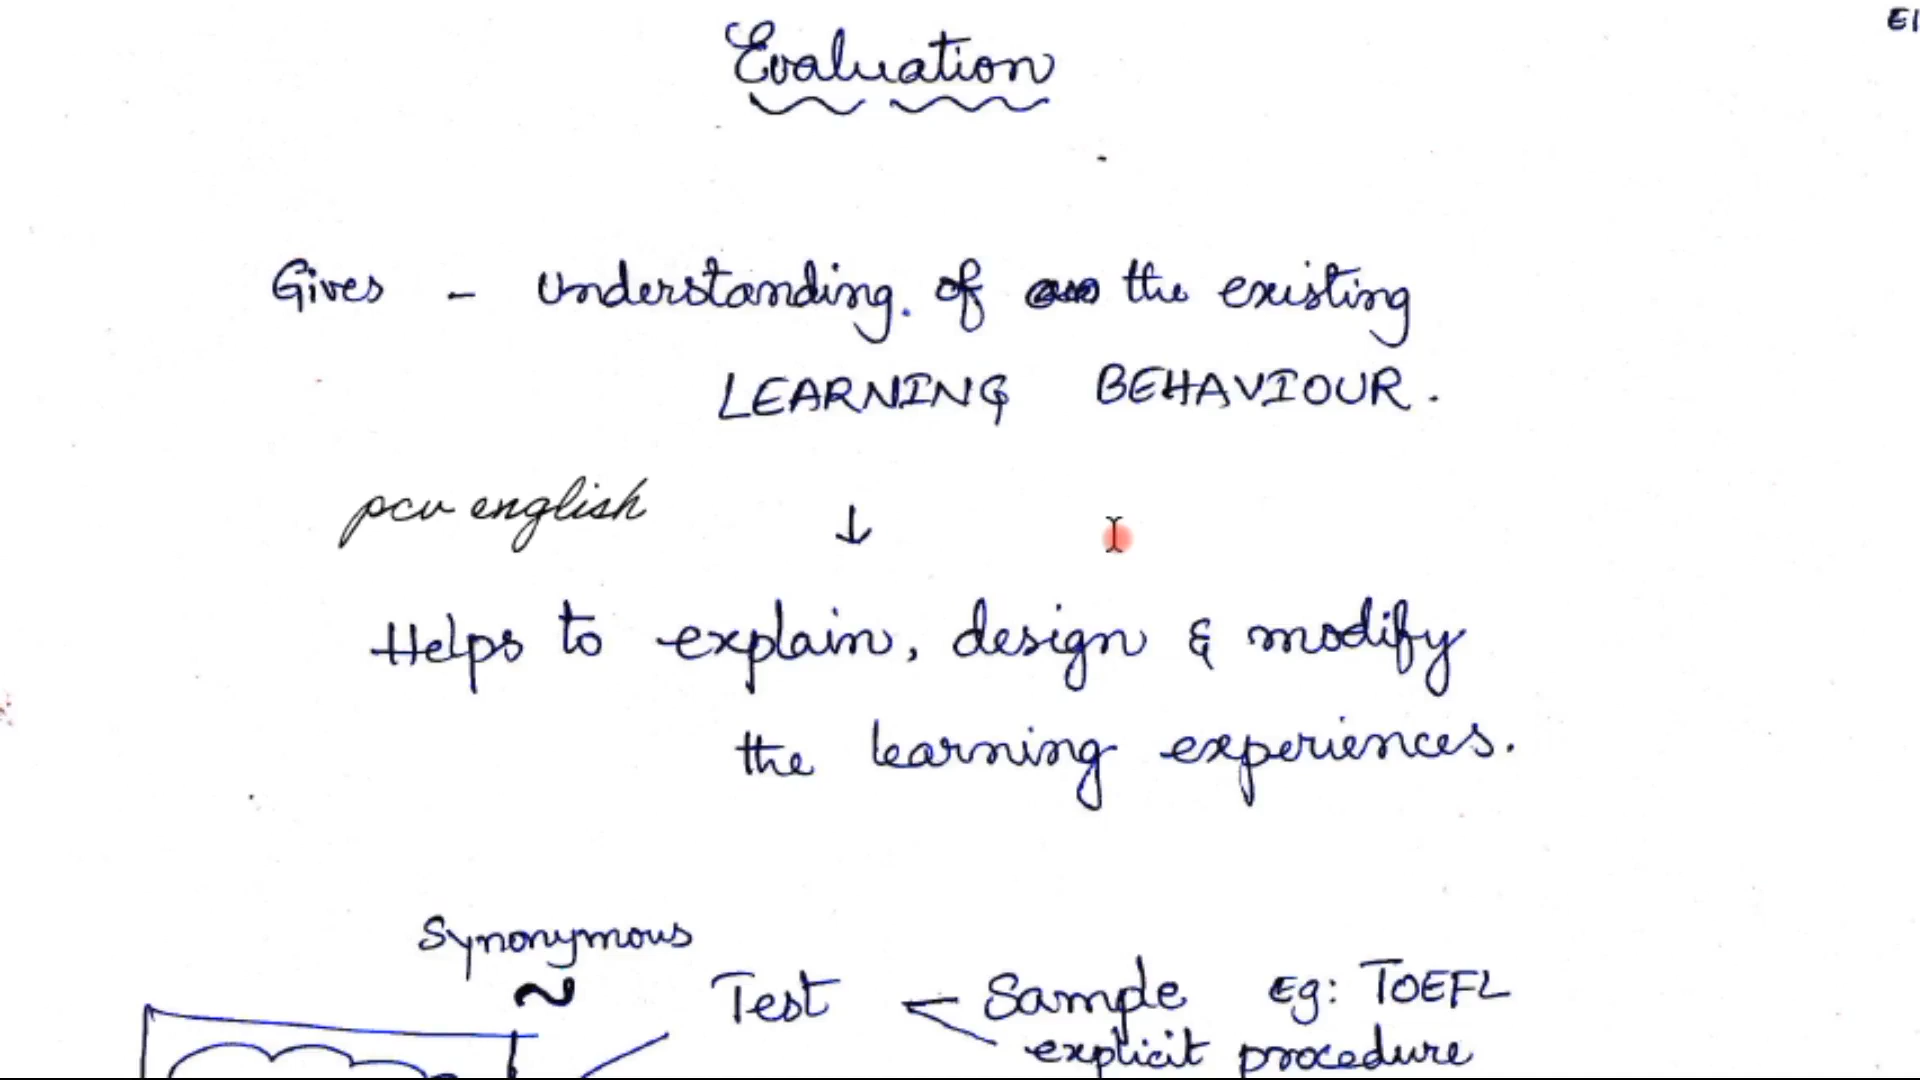 E1
Evaluation
Gives - Understanding of the existing
LEARNING BEHAVIOUR.
pcv english
↓
Helps to explain, design & modify
the learning experiences.
Synonymous
~
Test Sample Eg: TOEFL
explicit procedure